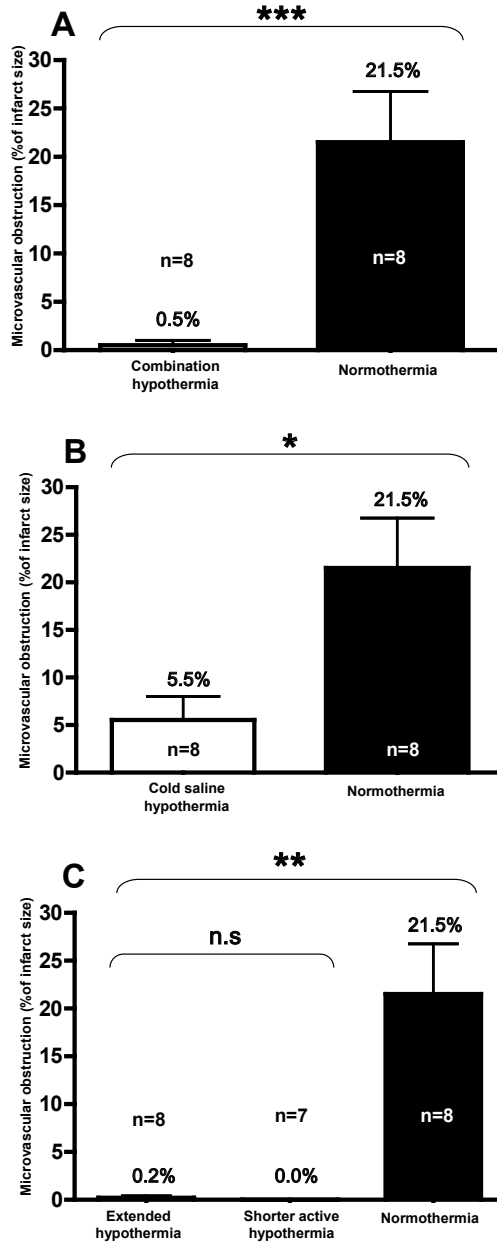 A
***
Microvascular obstruction (%of infarct size)
30
25
20
15
10
5
0
21.5%
n=8
n=8
0.5%
Combination
hypothermia
Normothermia
B
*
Microvascular obstruction (%of infarct size)
30
25
20
15
10
5
0
21.5%
5.5%
n=8
n=8
Cold saline
hypothermia
Normothermia
C
**
Microvascular obstruction (%of infarct size)
30
25
20
15
10
5
0
n.s
21.5%
n=8
n=7
n=8
0.2%
0.0%
Extended
hypothermia
Shorter active
hypothermia
Normothermia